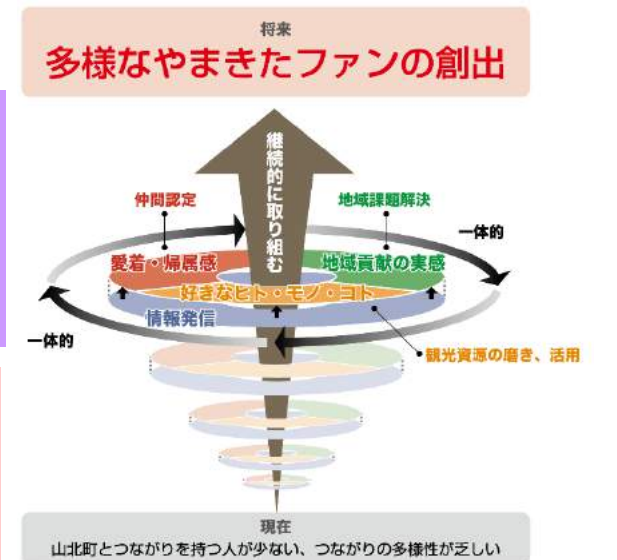 将来
多様なやまきたファンの創出
継続的に取り組む
仲間認定
地域課題解決
一体的
愛着・帰属感
地域貢献の実感
好きなヒト・モノ・コト
情報発信
一体的
観光資源の磨き、活用
現在
山北町とつながりを持つ人が少ない、つながりの多様性が乏しい